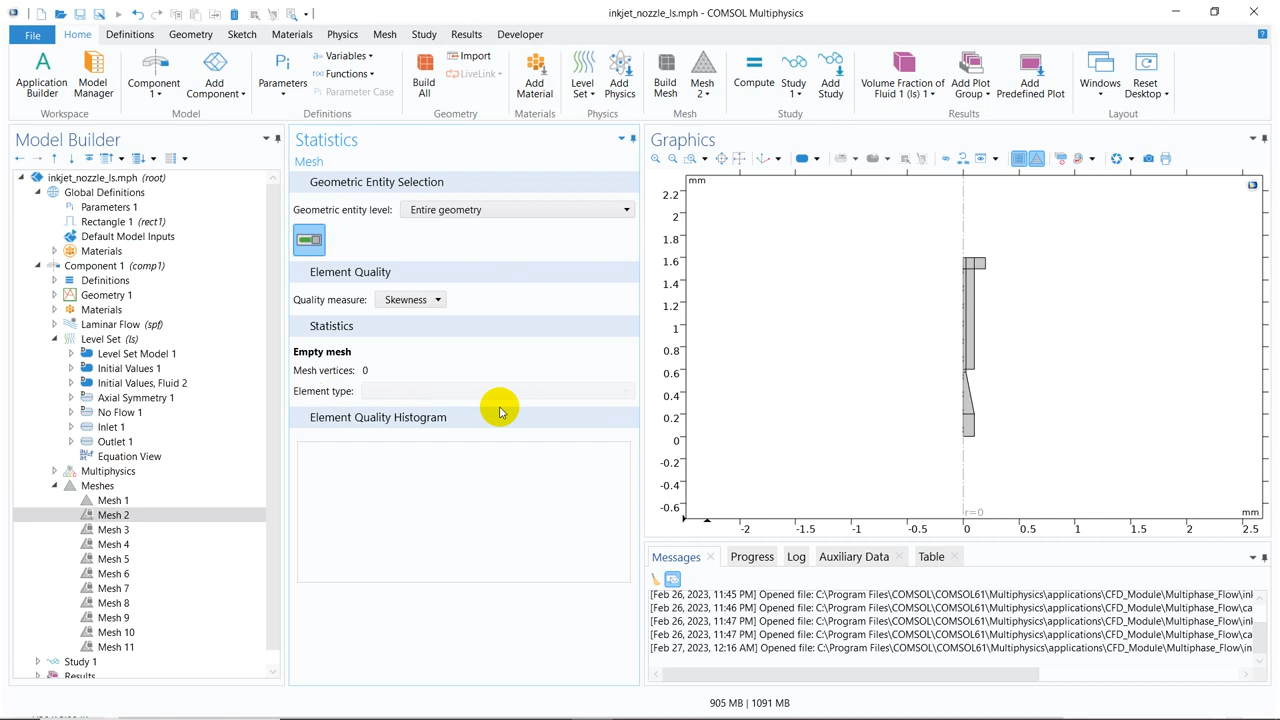 inkjet_nozzle_ls.mph - COMSOL Multiphysics
File Home Definitions Geometry Sketch Materials Physics Mesh Study Results Developer
Application Builder
Model Manager
Workspace
Component 1
Add Component
Model
Parameters
Variables
Functions
Parameter Case
Definitions
Build All
Import
LiveLink
Geometry
Add Material
Materials
Level Set
Add Physics
Physics
Build Mesh
Mesh 2
Mesh
Compute
Study 1
Add Study
Study
Volume Fraction of Fluid 1 (ls) 1
Add Plot Group
Add Predefined Plot
Results
Windows
Reset Desktop
Layout
Model Builder
inkjet_nozzle_ls.mph (root)
Global Definitions
Parameters 1
Rectangle 1 (rect1)
Default Model Inputs
Materials
Component 1 (comp1)
Definitions
Geometry 1
Materials
Laminar Flow (spf)
Level Set (ls)
Level Set Model 1
Initial Values 1
Initial Values, Fluid 2
Axial Symmetry 1
No Flow 1
Inlet 1
Outlet 1
Equation View
Multiphysics
Meshes
Mesh 1
Mesh 2
Mesh 3
Mesh 4
Mesh 5
Mesh 6
Mesh 7
Mesh 8
Mesh 9
Mesh 10
Mesh 11
Study 1
Results
Statistics
Mesh
Geometric Entity Selection
Geometric entity level: Entire geometry
Element Quality
Quality measure: Skewness
Statistics
Empty mesh
Mesh vertices: 0
Element type:
Element Quality Histogram
Graphics
mm
2.2
2
1.8
1.6
1.4
1.2
1
0.8
0.6
0.4
0.2
0
-0.2
-0.4
-0.6
r=0
mm
-2 -1.5 -1 -0.5 0 0.5 1 1.5 2 2.5
Messages Progress Log Auxiliary Data Table
[Feb 26, 2023, 11:45 PM] Opened file: C:\Program Files\COMSOL\COMSOL61\Multiphysics\applications\CFD_Module\Multiphase_Flow\inl
[Feb 26, 2023, 11:46 PM] Opened file: C:\Program Files\COMSOL\COMSOL61\Multiphysics\applications\CFD_Module\Multiphase_Flow\ca
[Feb 26, 2023, 11:47 PM] Opened file: C:\Program Files\COMSOL\COMSOL61\Multiphysics\applications\CFD_Module\Multiphase_Flow\in
[Feb 26, 2023, 11:47 PM] Opened file: C:\Program Files\COMSOL\COMSOL61\Multiphysics\applications\CFD_Module\Multiphase_Flow\ca
[Feb 27, 2023, 12:16 AM] Opened file: C:\Program Files\COMSOL\COMSOL61\Multiphysics\applications\CFD_Module\Multiphase_Flow\in
905 MB | 1091 MB